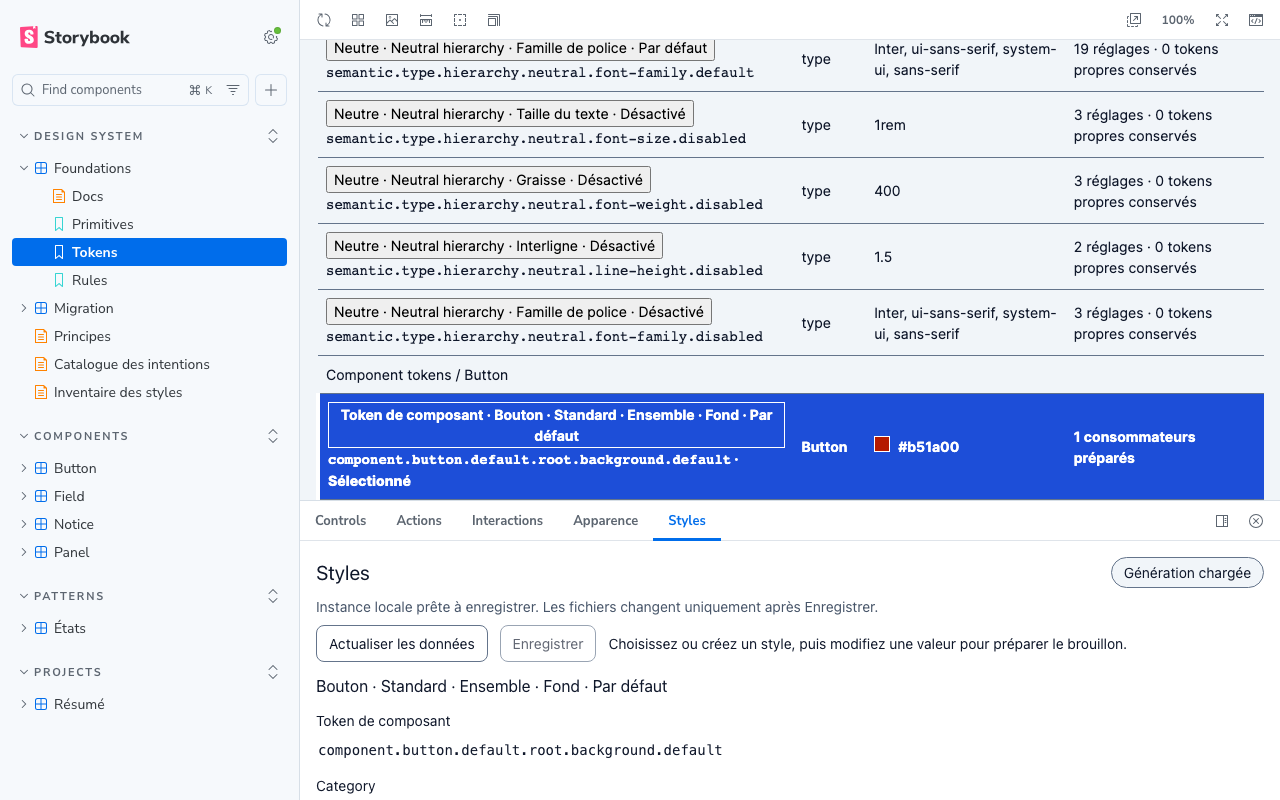 Storybook
Find components
⌘ K
DESIGN SYSTEM
Foundations
Docs
Primitives
Tokens
Rules
Migration
Principes
Catalogue des intentions
Inventaire des styles
COMPONENTS
Button
Field
Notice
Panel
PATTERNS
États
PROJECTS
Résumé
100%
Neutre · Neutral hierarchy · Famille de police · Par défaut
semantic.type.hierarchy.neutral.font-family.default
type
Inter, ui-sans-serif, system-
ui, sans-serif
19 réglages · 0 tokens
propres conservés
Neutre · Neutral hierarchy · Taille du texte · Désactivé
semantic.type.hierarchy.neutral.font-size.disabled
type
1rem
3 réglages · 0 tokens
propres conservés
Neutre · Neutral hierarchy · Graisse · Désactivé
semantic.type.hierarchy.neutral.font-weight.disabled
type
400
3 réglages · 0 tokens
propres conservés
Neutre · Neutral hierarchy · Interligne · Désactivé
semantic.type.hierarchy.neutral.line-height.disabled
type
1.5
2 réglages · 0 tokens
propres conservés
Neutre · Neutral hierarchy · Famille de police · Désactivé
semantic.type.hierarchy.neutral.font-family.disabled
type
Inter, ui-sans-serif, system-
ui, sans-serif
3 réglages · 0 tokens
propres conservés
Component tokens / Button
Token de composant · Bouton · Standard · Ensemble · Fond · Par
défaut
component.button.default.root.background.default ·
Sélectionné
Button
#b51a00
1 consommateurs
préparés
Controls
Actions
Interactions
Apparence
Styles
Styles
Génération chargée
Instance locale prête à enregistrer. Les fichiers changent uniquement après Enregistrer.
Actualiser les données
Enregistrer
Choisissez ou créez un style, puis modifiez une valeur pour préparer le brouillon.
Bouton · Standard · Ensemble · Fond · Par défaut
Token de composant
component.button.default.root.background.default
Category